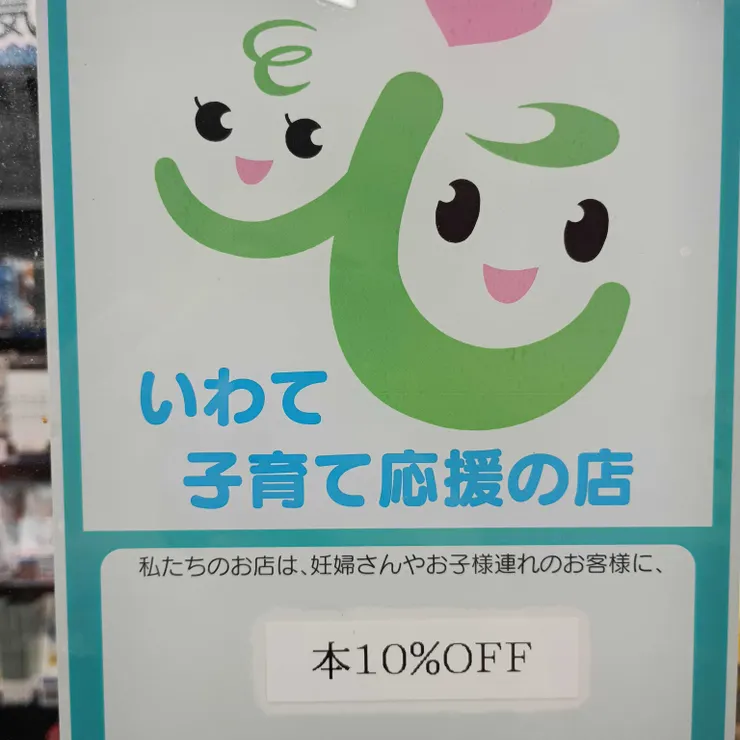 いわて
子育て応援の店
私たちのお店は、妊婦さんやお子様連れのお客様に、
本10%OFF